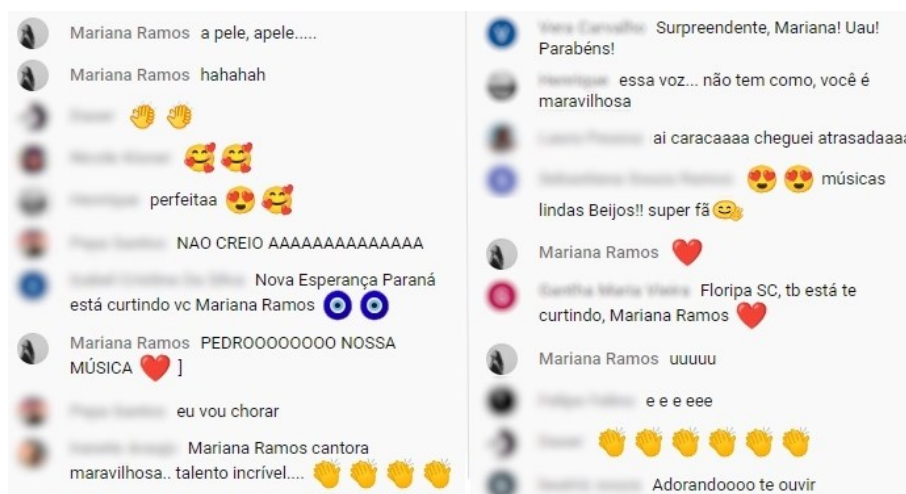 Mariana Ramos a pele, apele.....
Mariana Ramos hahahah
👏 👏
🥰 🥰
perfeitaa 😍 🥰
NAO CREIO AAAAAAAAAAAAAA
Nova Esperança Paraná
está curtindo vc Mariana Ramos 🧿 🧿
Mariana Ramos PEDROOOOOOOO NOSSA
MÚSICA ❤️ ]
eu vou chorar
Mariana Ramos cantora
maravilhosa.. talento incrível.... 👏 👏 👏 👏
Surpreendente, Mariana! Uau!
Parabéns!
essa voz... não tem como, você é
maravilhosa
ai caracaaaa cheguei atrasadaaaa
😍 😍 músicas
lindas Beijos!! super fã 🤗
Mariana Ramos ❤️
Floripa SC, tb está te
curtindo, Mariana Ramos ❤️
Mariana Ramos uuuuu
e e e eee
👏 👏 👏 👏 👏 👏
Adorandoooo te ouvir